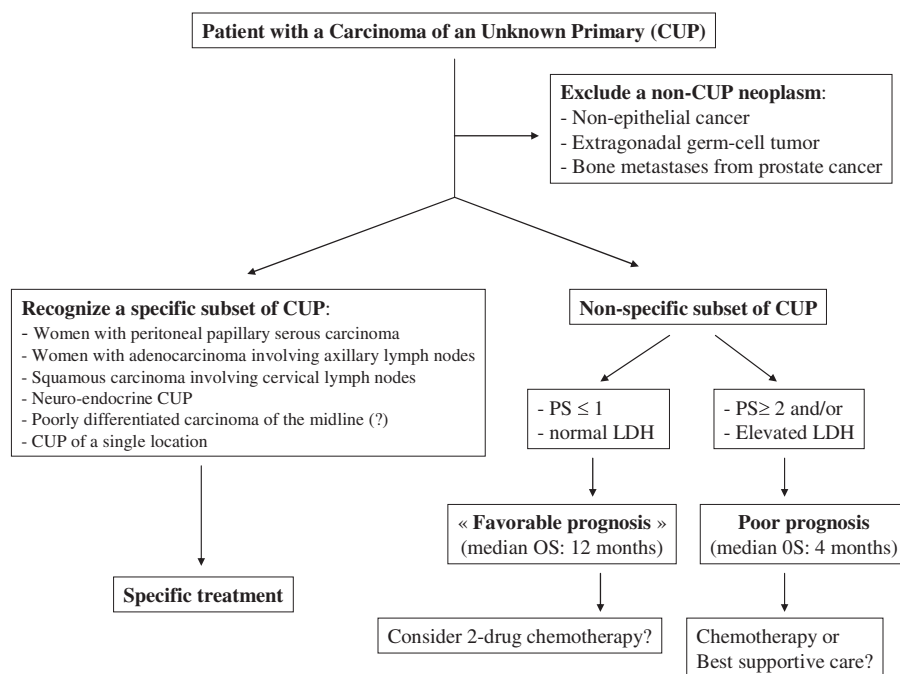 Patient with a Carcinoma of an Unknown Primary (CUP)
Exclude a non-CUP neoplasm:
- Non-epithelial cancer
- Extragonadal germ-cell tumor
- Bone metastases from prostate cancer
Recognize a specific subset of CUP:
- Women with peritoneal papillary serous carcinoma
- Women with adenocarcinoma involving axillary lymph nodes
- Squamous carcinoma involving cervical lymph nodes
- Neuro-endocrine CUP
- Poorly differentiated carcinoma of the midline (?)
- CUP of a single location
Specific treatment
Non-specific subset of CUP
- PS ≤ 1
- normal LDH
« Favorable prognosis »
(median OS: 12 months)
Consider 2-drug chemotherapy?
- PS≥ 2 and/or
- Elevated LDH
Poor prognosis
(median 0S: 4 months)
Chemotherapy or
Best supportive care?